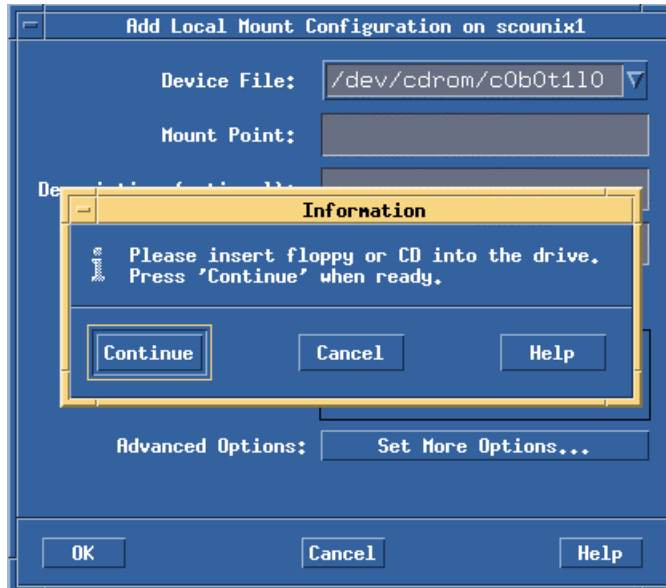 Add Local Mount Configuration on scounix1
Device File: /dev/cdrom/c0b0t1l0
Mount Point:
Information
Please insert floppy or CD into the drive.
Press 'Continue' when ready.
Continue Cancel Help
Advanced Options: Set More Options...
OK Cancel Help